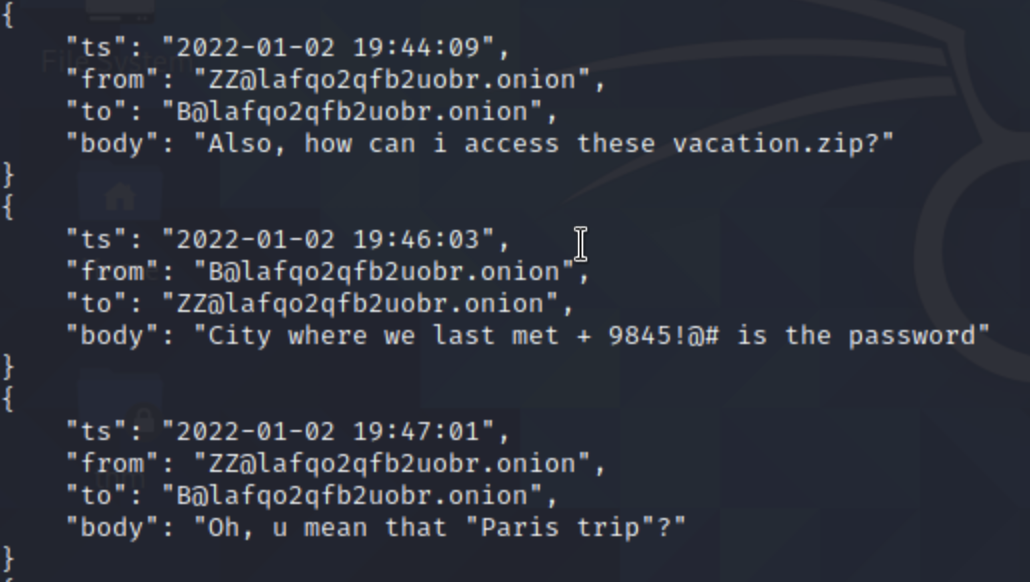 {
"ts": "2022-01-02 19:44:09",
"from": "ZZ@lafqo2qfb2uobr.onion",
"to": "B@lafqo2qfb2uobr.onion",
"body": "Also, how can i access these vacation.zip?"
}
{
"ts": "2022-01-02 19:46:03",
"from": "B@lafqo2qfb2uobr.onion",
"to": "ZZ@lafqo2qfb2uobr.onion",
"body": "City where we last met + 9845!@# is the password"
}
{
"ts": "2022-01-02 19:47:01",
"from": "ZZ@lafqo2qfb2uobr.onion",
"to": "B@lafqo2qfb2uobr.onion",
"body": "Oh, u mean that "Paris trip"?"
}